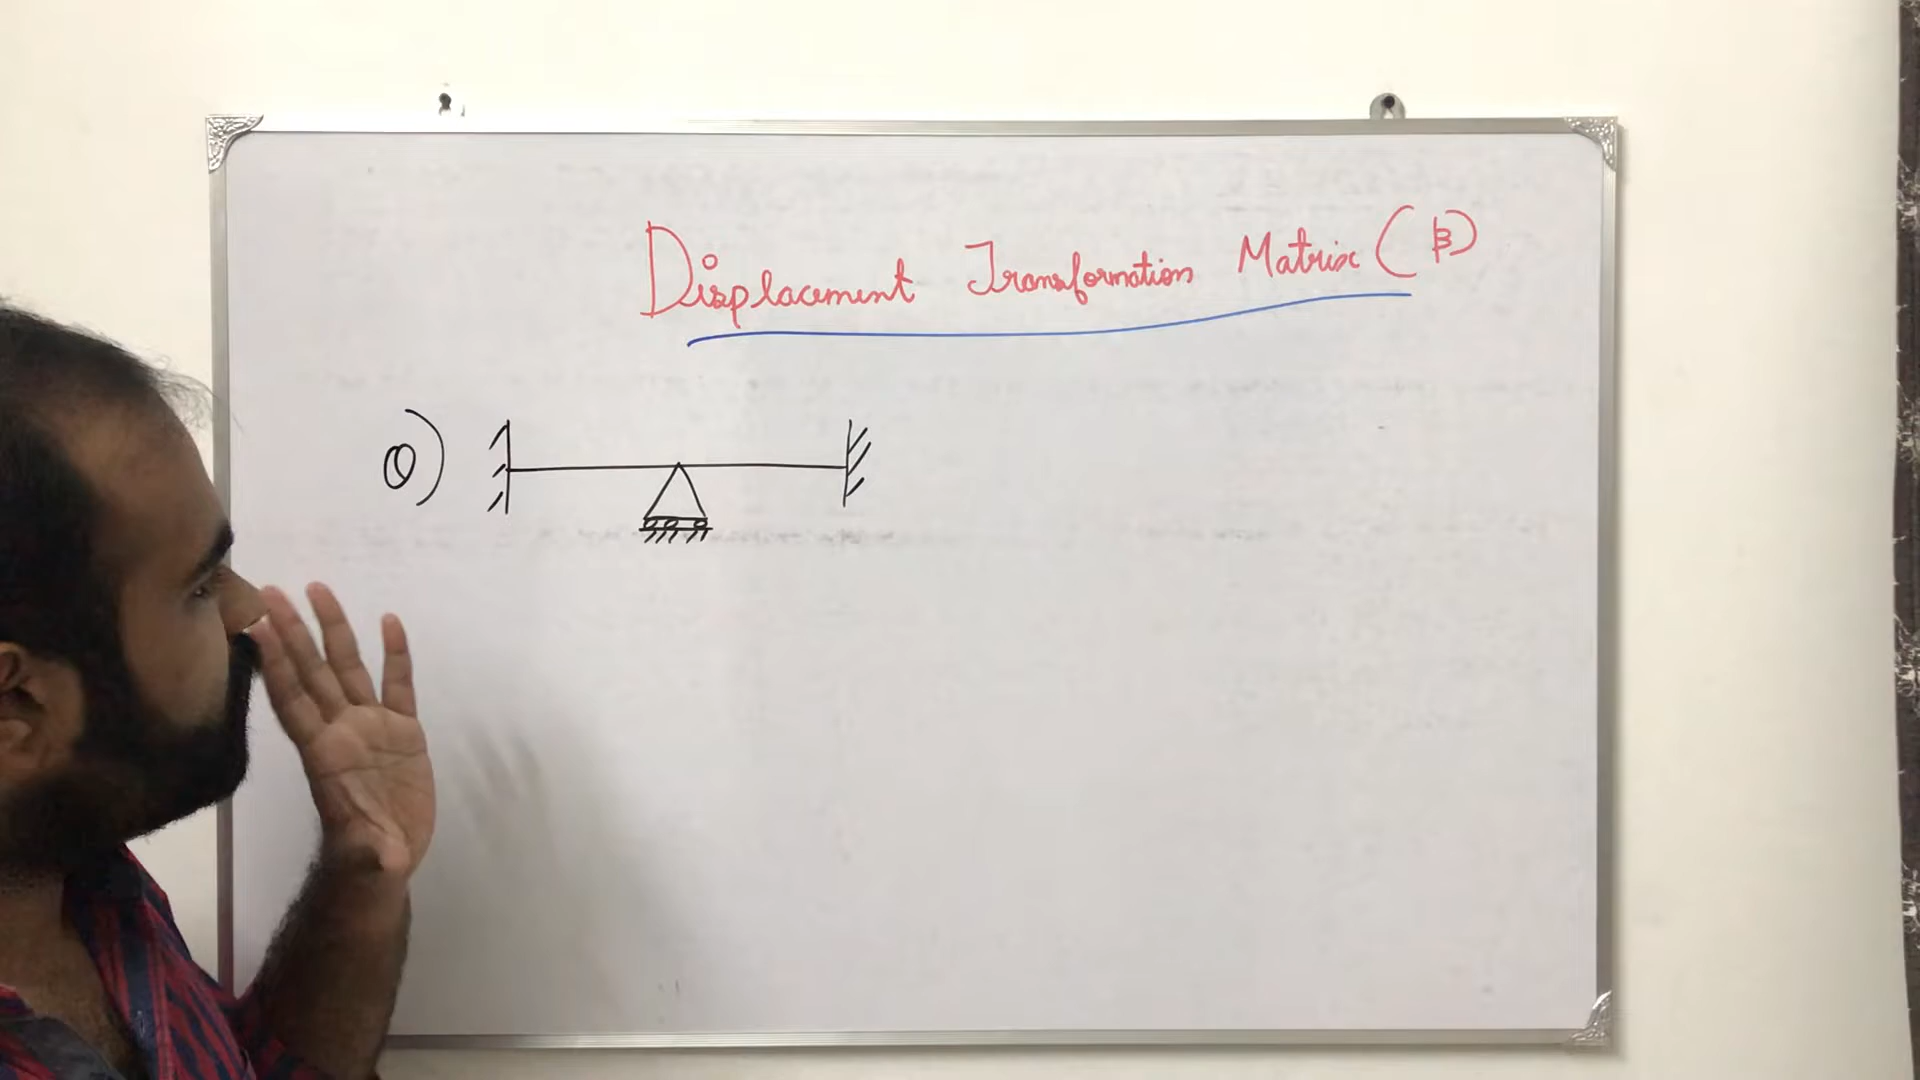 Displacement Transformation Matrix (β)
Q)